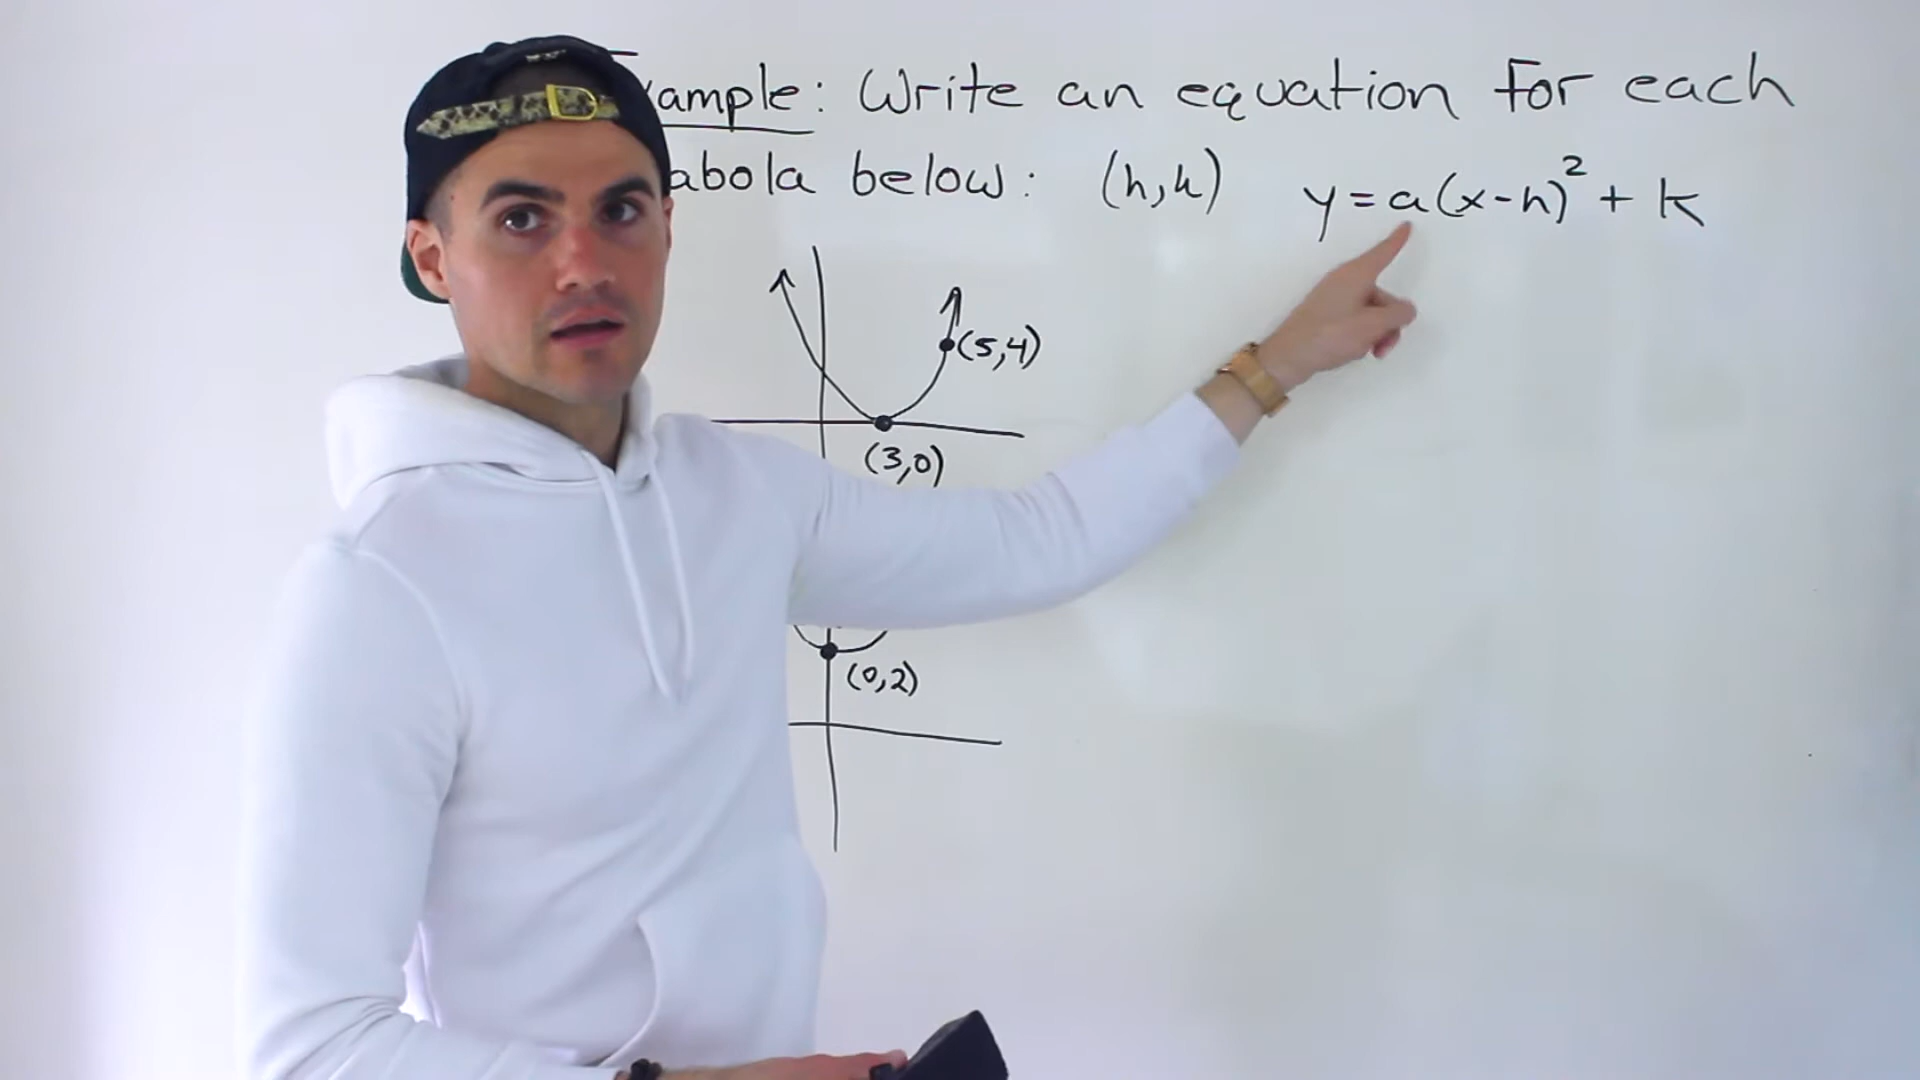 ample: Write an equation for each
abola below: (h,k) y=a(x-h)²+k
(5,4)
(3,0)
(0,2)